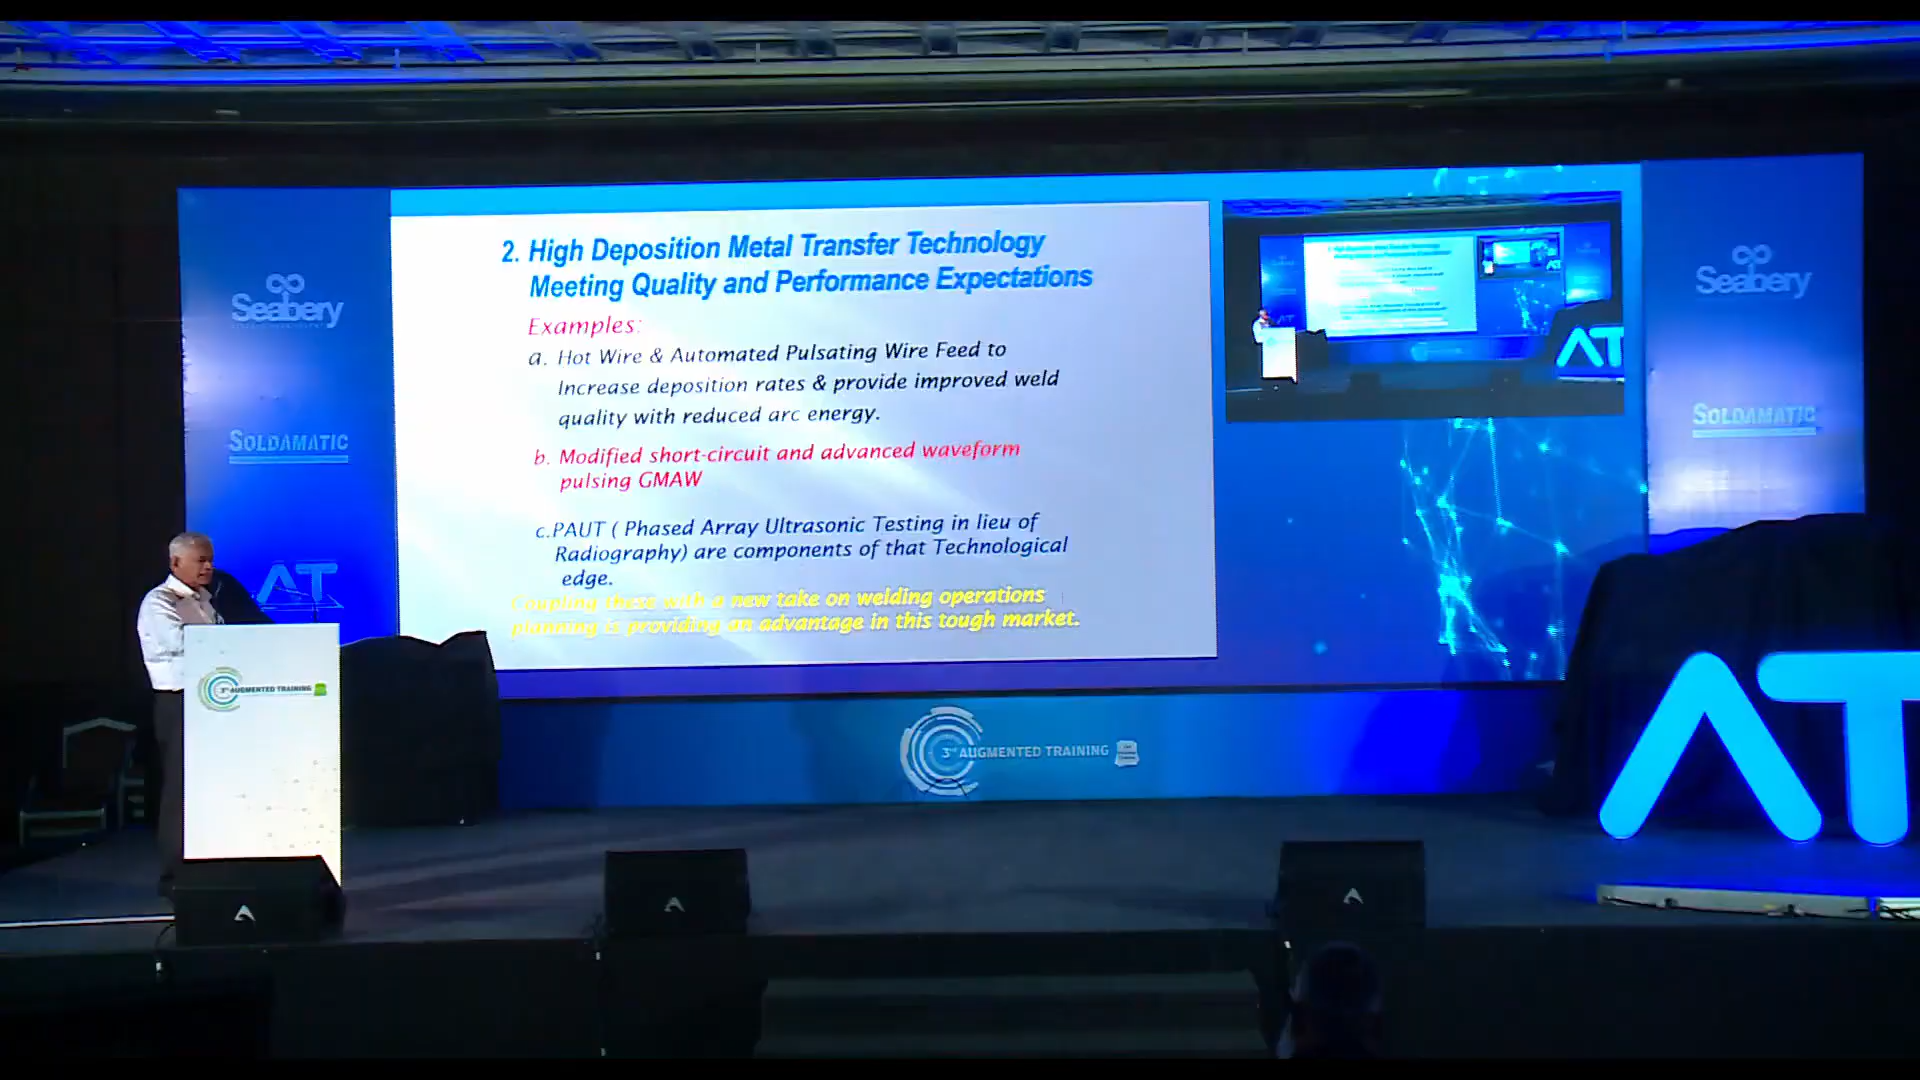 2. High Deposition Metal Transfer Technology
Meeting Quality and Performance Expectations
Examples:
a. Hot Wire & Automated Pulsating Wire Feed to
Increase deposition rates & provide improved weld
quality with reduced arc energy.
b. Modified short-circuit and advanced waveform
pulsing GMAW
c.PAUT ( Phased Array Ultrasonic Testing in lieu of
Radiography) are components of that Technological
edge.
Coupling these with a new take on welding operations
planning is providing an advantage in this tough market.
Seabery
SOLDAMATIC
AT
Seabery
SOLDAMATIC
AT
3rd AUGMENTED TRAINING
3rd AUGMENTED TRAINING
AT